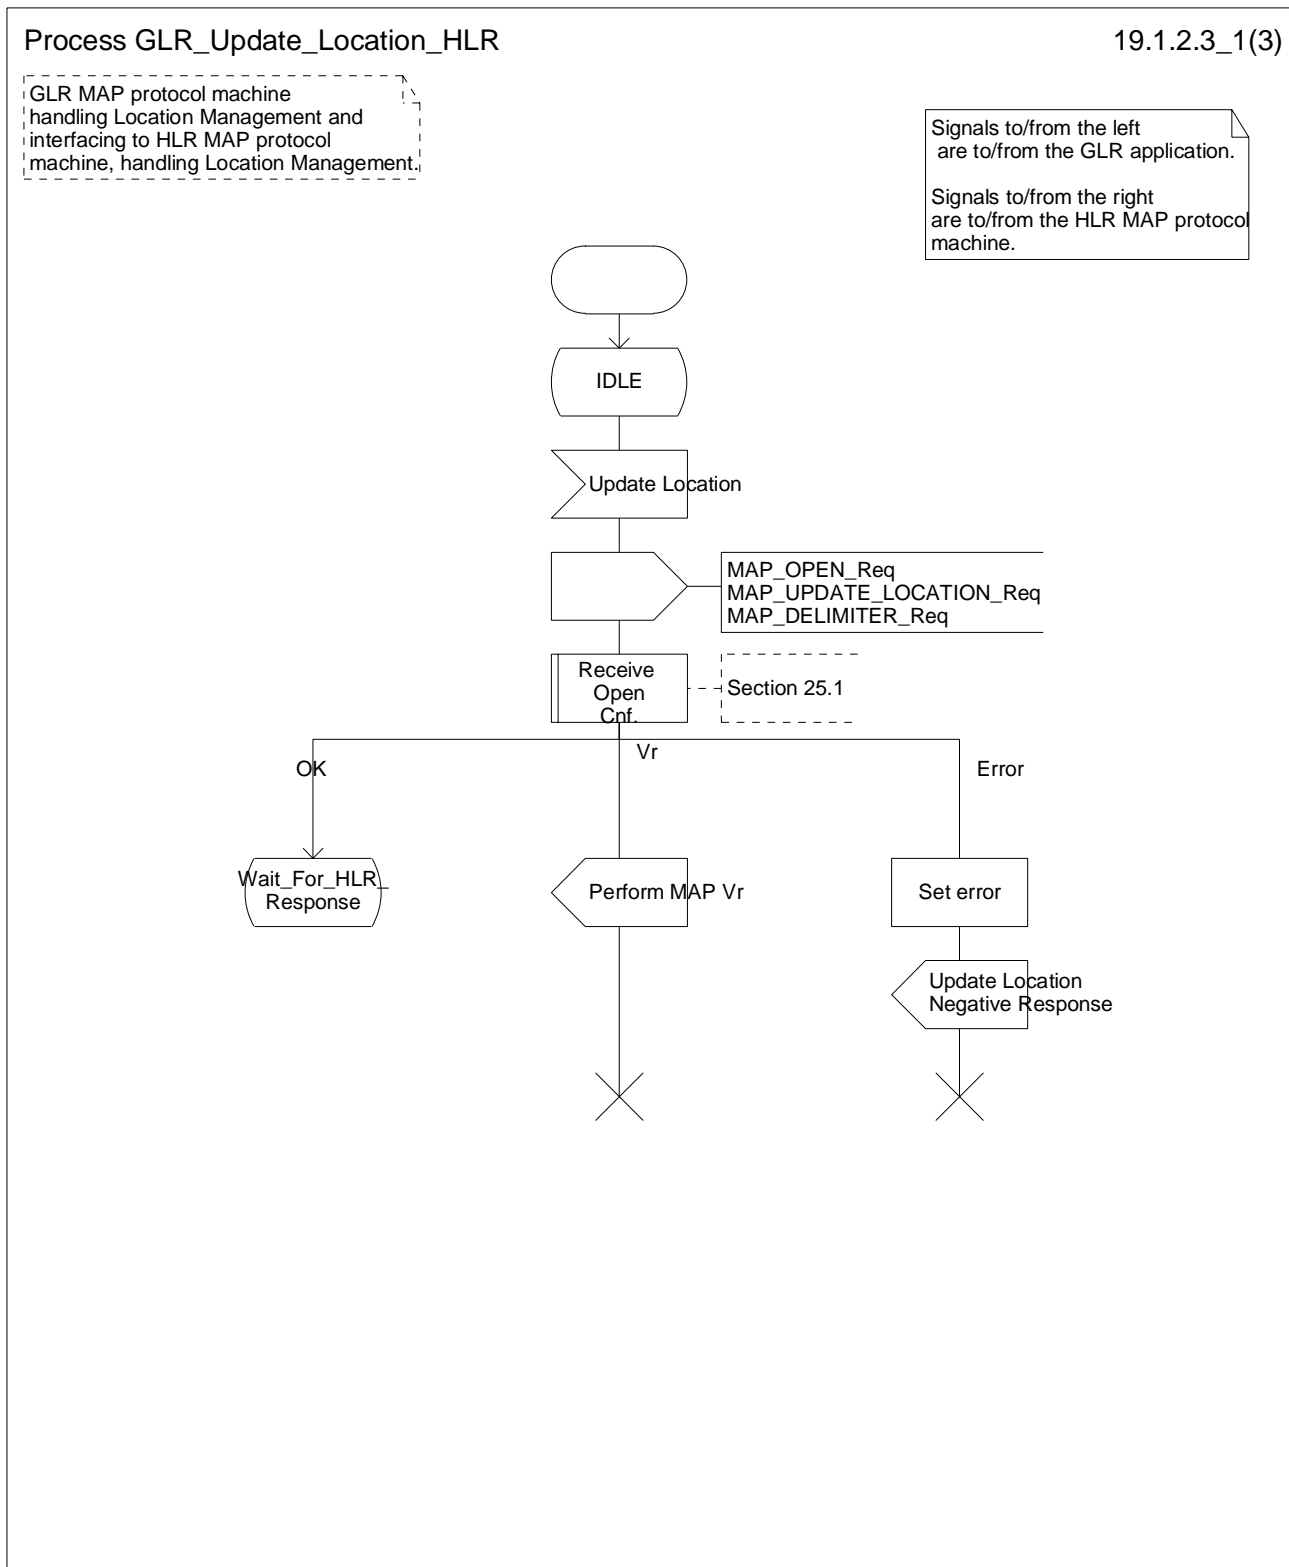 Process GLR_Update_Location_HLR
19.1.2.3_1(3)
GLR MAP protocol machine
handling Location Management and
interfacing to HLR MAP protocol
machine, handling Location Management.
Signals to/from the left
are to/from the GLR application.
Signals to/from the right
are to/from the HLR MAP protocol
machine.
IDLE
Update Location
MAP_OPEN_Req
MAP_UPDATE_LOCATION_Req
MAP_DELIMITER_Req
Receive
Open
Cnf.
Section 25.1
OK
Vr
Error
Wait_For_HLR_
Response
Perform MAP Vr
Set error
Update Location
Negative Response